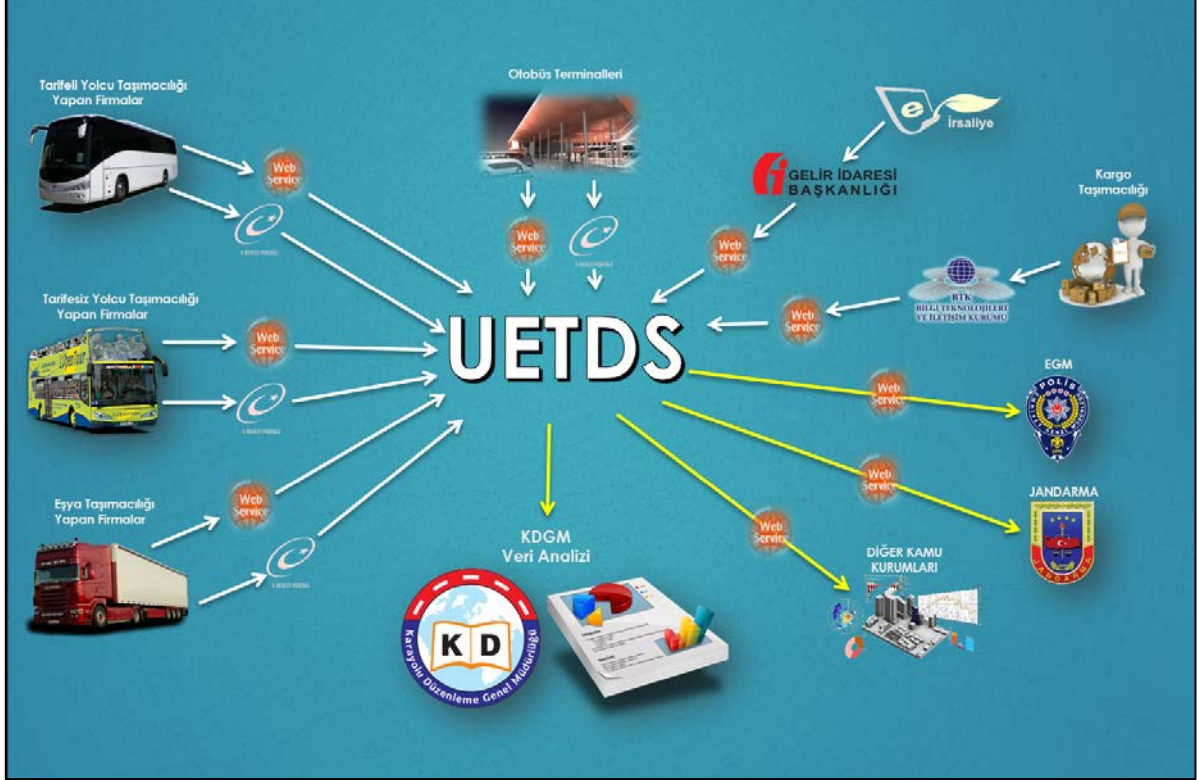 Tarifeli Yolcu Taşımacılığı
Yapan Firmalar
Otobüs Terminalleri
e
İrsaliye
GELİR İDARESİ
BAŞKANLIĞI
Kargo
Taşımacılığı
Web
Service
Web
Service
Web
Service
BTK
BİLGİ TEKNOLOJİLERİ
VE İLETİŞİM KURUMU
Web
Service
Tarifesiz Yolcu Taşımacılığı
Yapan Firmalar
Web
Service
UETDS
EGM
Web
Service
POLİS
Eşya Taşımacılığı
Yapan Firmalar
Web
Service
Web
Service
JANDARMA
JANDARMA
Web
Service
KDGM
Veri Analizi
DİĞER KAMU
KURUMLARI
K D
Karayolu Düzenleme Genel Müdürlüğü